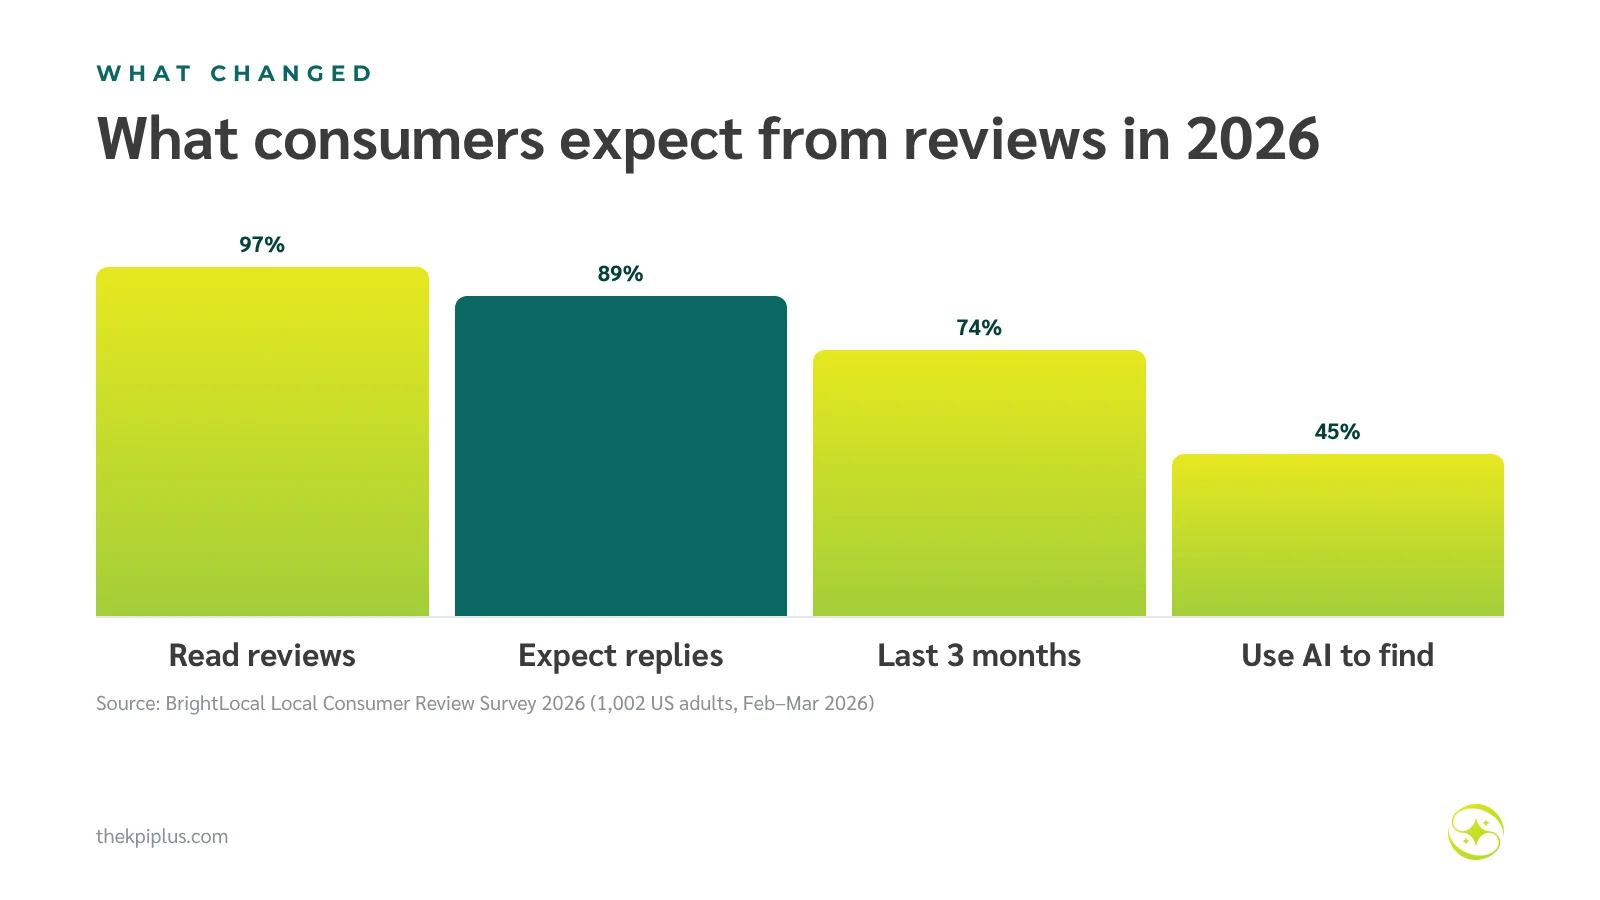 WHAT CHANGED
What consumers expect from reviews in 2026
97%
89%
74%
45%
Read reviews
Expect replies
Last 3 months
Use AI to find
Source: BrightLocal Local Consumer Review Survey 2026 (1,002 US adults, Feb–Mar 2026)
thekpiplus.com